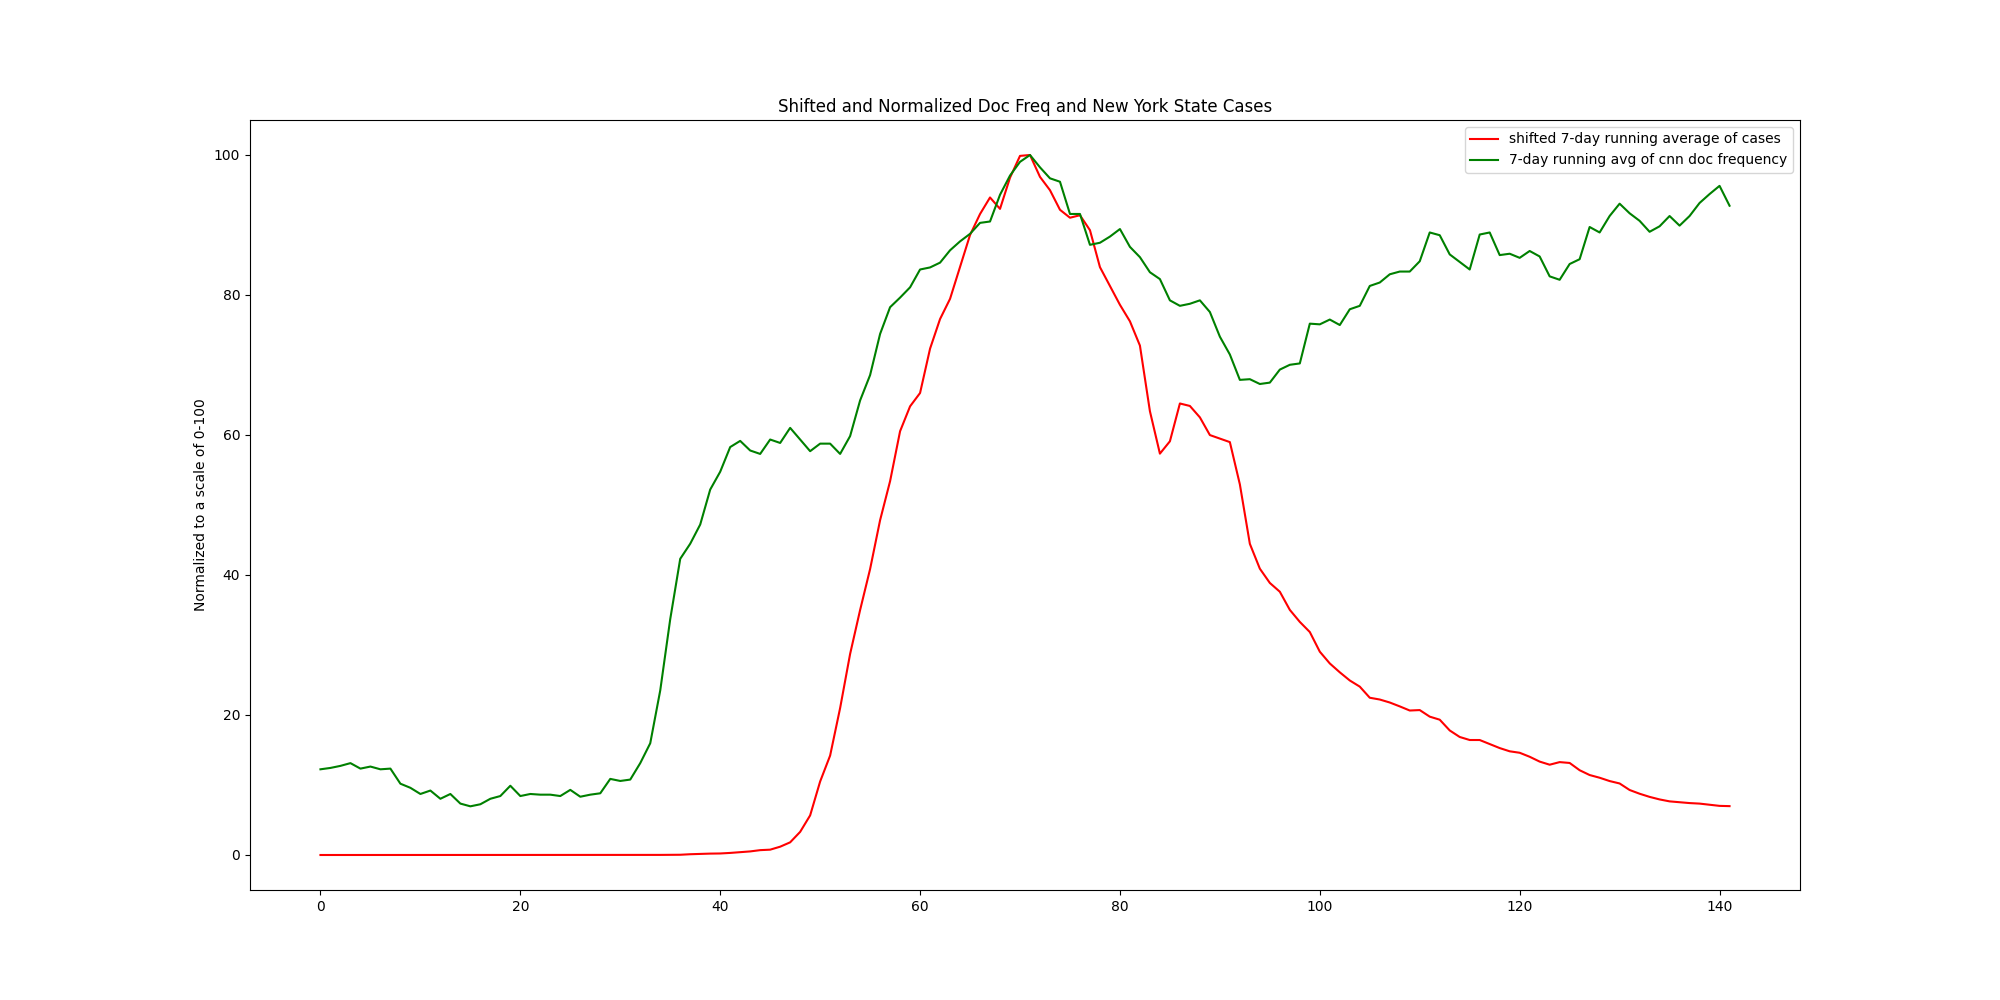 Shifted and Normalized Doc Freq and New York State Cases
shifted 7-day running average of cases
7-day running avg of cnn doc frequency
Normalized to a scale of 0-100
100
80
60
40
20
0
0 20 40 60 80 100 120 140